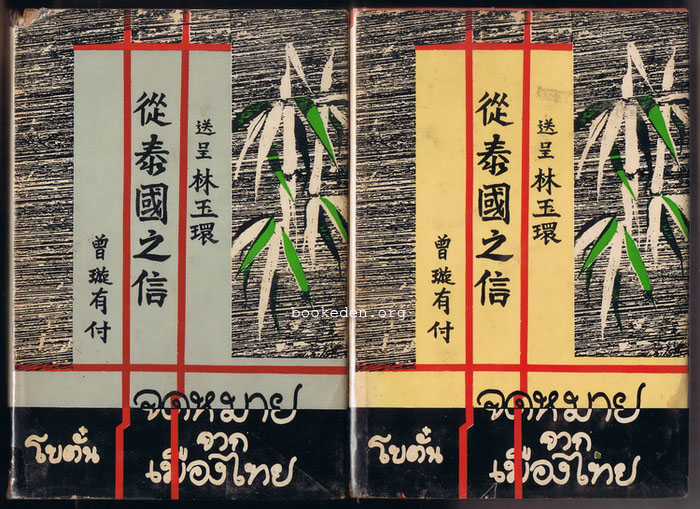 送呈 林玉環
從泰國之信
曾璇有付
จดหมาย
จาก
เมืองไทย
โบตั๋น
送呈 林玉環
從泰國之信
曾璇有付
จดหมาย
จาก
เมืองไทย
โบตั๋น
bookeden.org